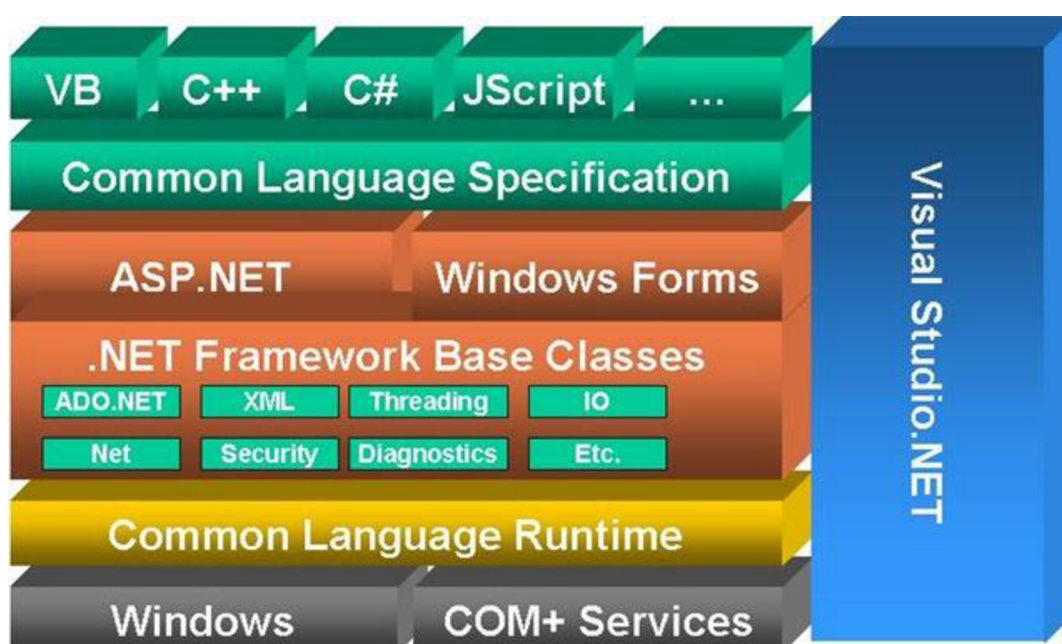 VB C++ C# JScript ...
Common Language Specification
ASP.NET Windows Forms
.NET Framework Base Classes
ADO.NET XML Threading IO
Net Security Diagnostics Etc.
Common Language Runtime
Windows COM+ Services
Visual Studio.NET